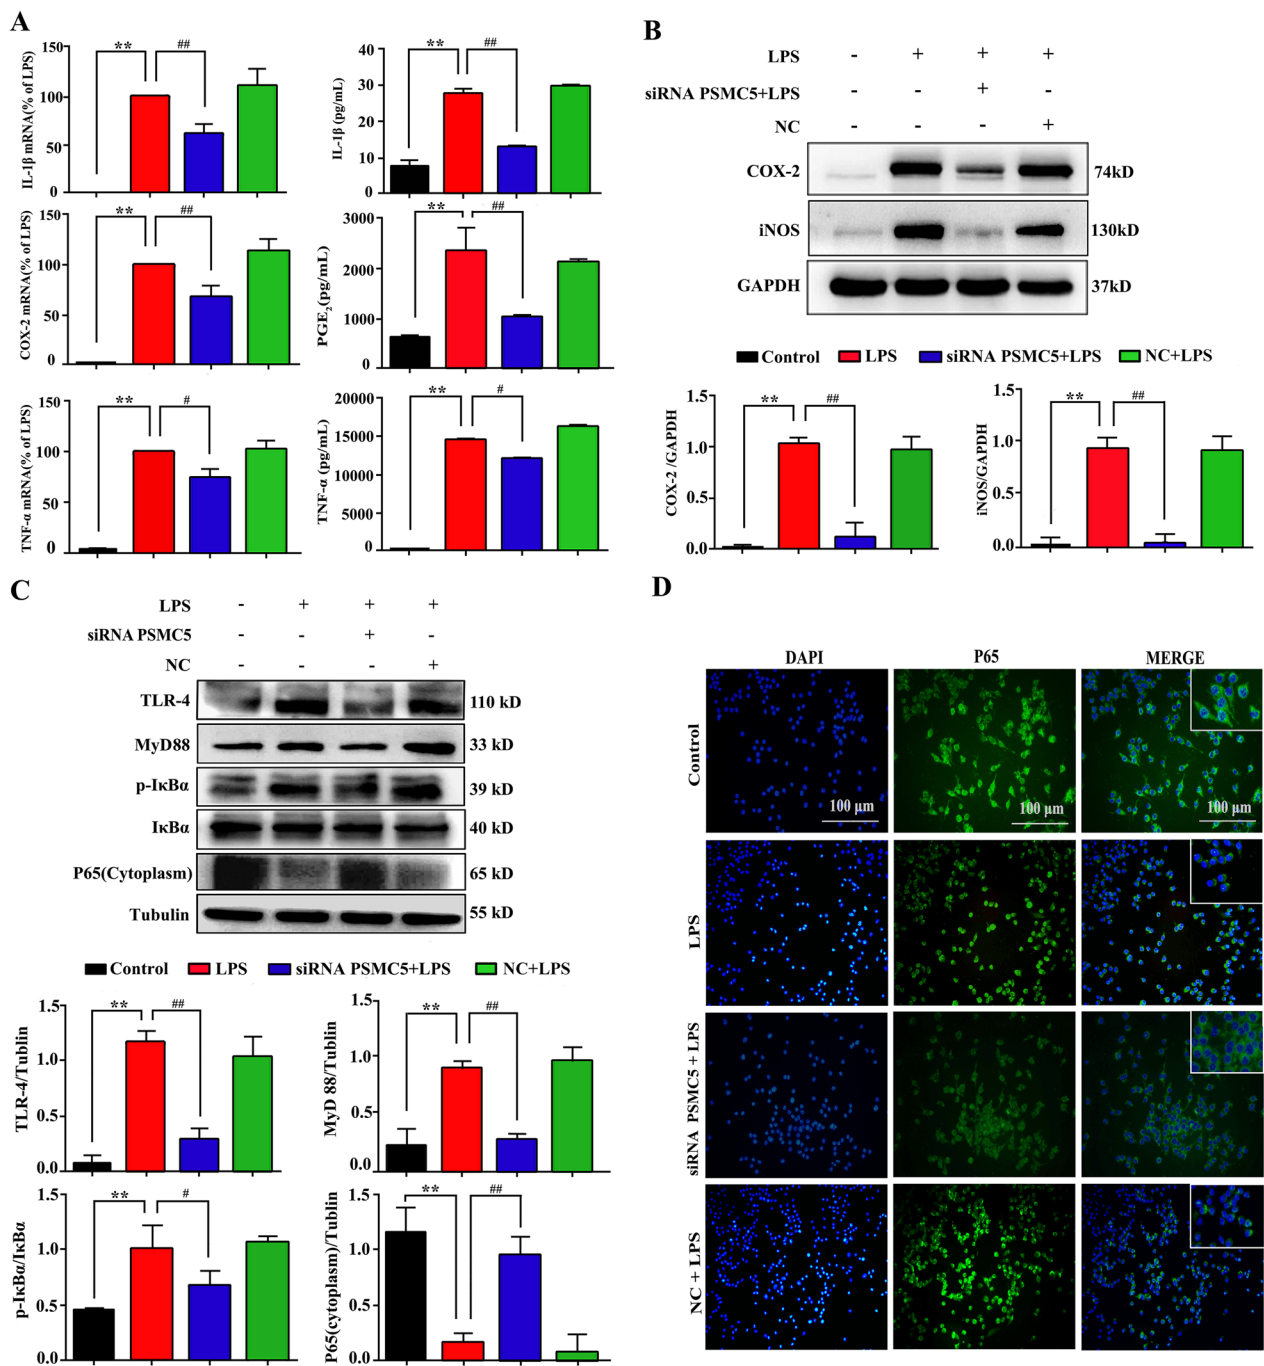 A
150
100
50
0
IL-1β mRNA(% of LPS)
**
##
40
30
20
10
0
IL-1β (pg/mL)
**
##
150
100
50
0
COX-2 mRNA(% of LPS)
**
##
3000
2000
1000
0
PGE2(pg/mL)
**
##
150
100
50
0
TNF-α mRNA(% of LPS)
**
#
20000
15000
10000
5000
0
TNF-α (pg/mL)
**
#
B
LPS - + + +
siRNA PSMC5+LPS - - + -
NC - - - +
COX-2 74kD
iNOS 130kD
GAPDH 37kD
Control LPS siRNA PSMC5+LPS NC+LPS
1.5
1.0
0.5
0.0
COX-2 /GAPDH
**
##
1.5
1.0
0.5
0.0
iNOS/GAPDH
**
##
C
LPS - + + +
siRNA PSMC5 - - + -
NC - - - +
TLR-4 110 kD
MyD88 33 kD
p-IκBα 39 kD
IκBα 40 kD
P65(Cytoplasm) 65 kD
Tubulin 55 kD
Control LPS siRNA PSMC5+LPS NC+LPS
1.5
1.0
0.5
0.0
TLR-4/Tublin
**
##
1.5
1.0
0.5
0.0
MyD 88/Tublin
**
##
1.5
1.0
0.5
0.0
p-IκBα/IκBα
**
#
1.5
1.0
0.5
0.0
P65(cytoplasm)/Tublin
**
##
D
DAPI P65 MERGE
Control
100 μm 100 μm 100 μm
LPS
siRNA PSMC5 + LPS
NC + LPS